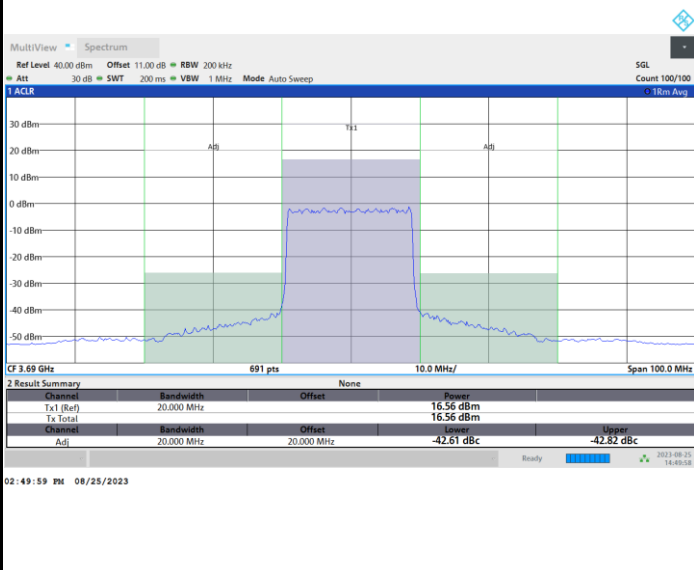 MultiView Spectrum
Ref Level 40.00 dBm Offset 11.00 dB RBW 200 kHz SGL
Att 30 dB SWT 200 ms VBW 1 MHz Mode Auto Sweep Count 100/100
1 ACLR 1Rm Avg
30 dBm
Tx1
20 dBm
Adj Adj
10 dBm
0 dBm
-10 dBm
-20 dBm
-30 dBm
-40 dBm
-50 dBm
CF 3.69 GHz 691 pts 10.0 MHz/ Span 100.0 MHz
2 Result Summary None
Channel Bandwidth Offset Power
Tx1 (Ref) 20.000 MHz 16.56 dBm
Tx Total 16.56 dBm
Channel Bandwidth Offset Lower Upper
Adj 20.000 MHz 20.000 MHz -42.61 dBc -42.82 dBc
Ready 2023-08-25
14:49:58
02:49:59 PM 08/25/2023